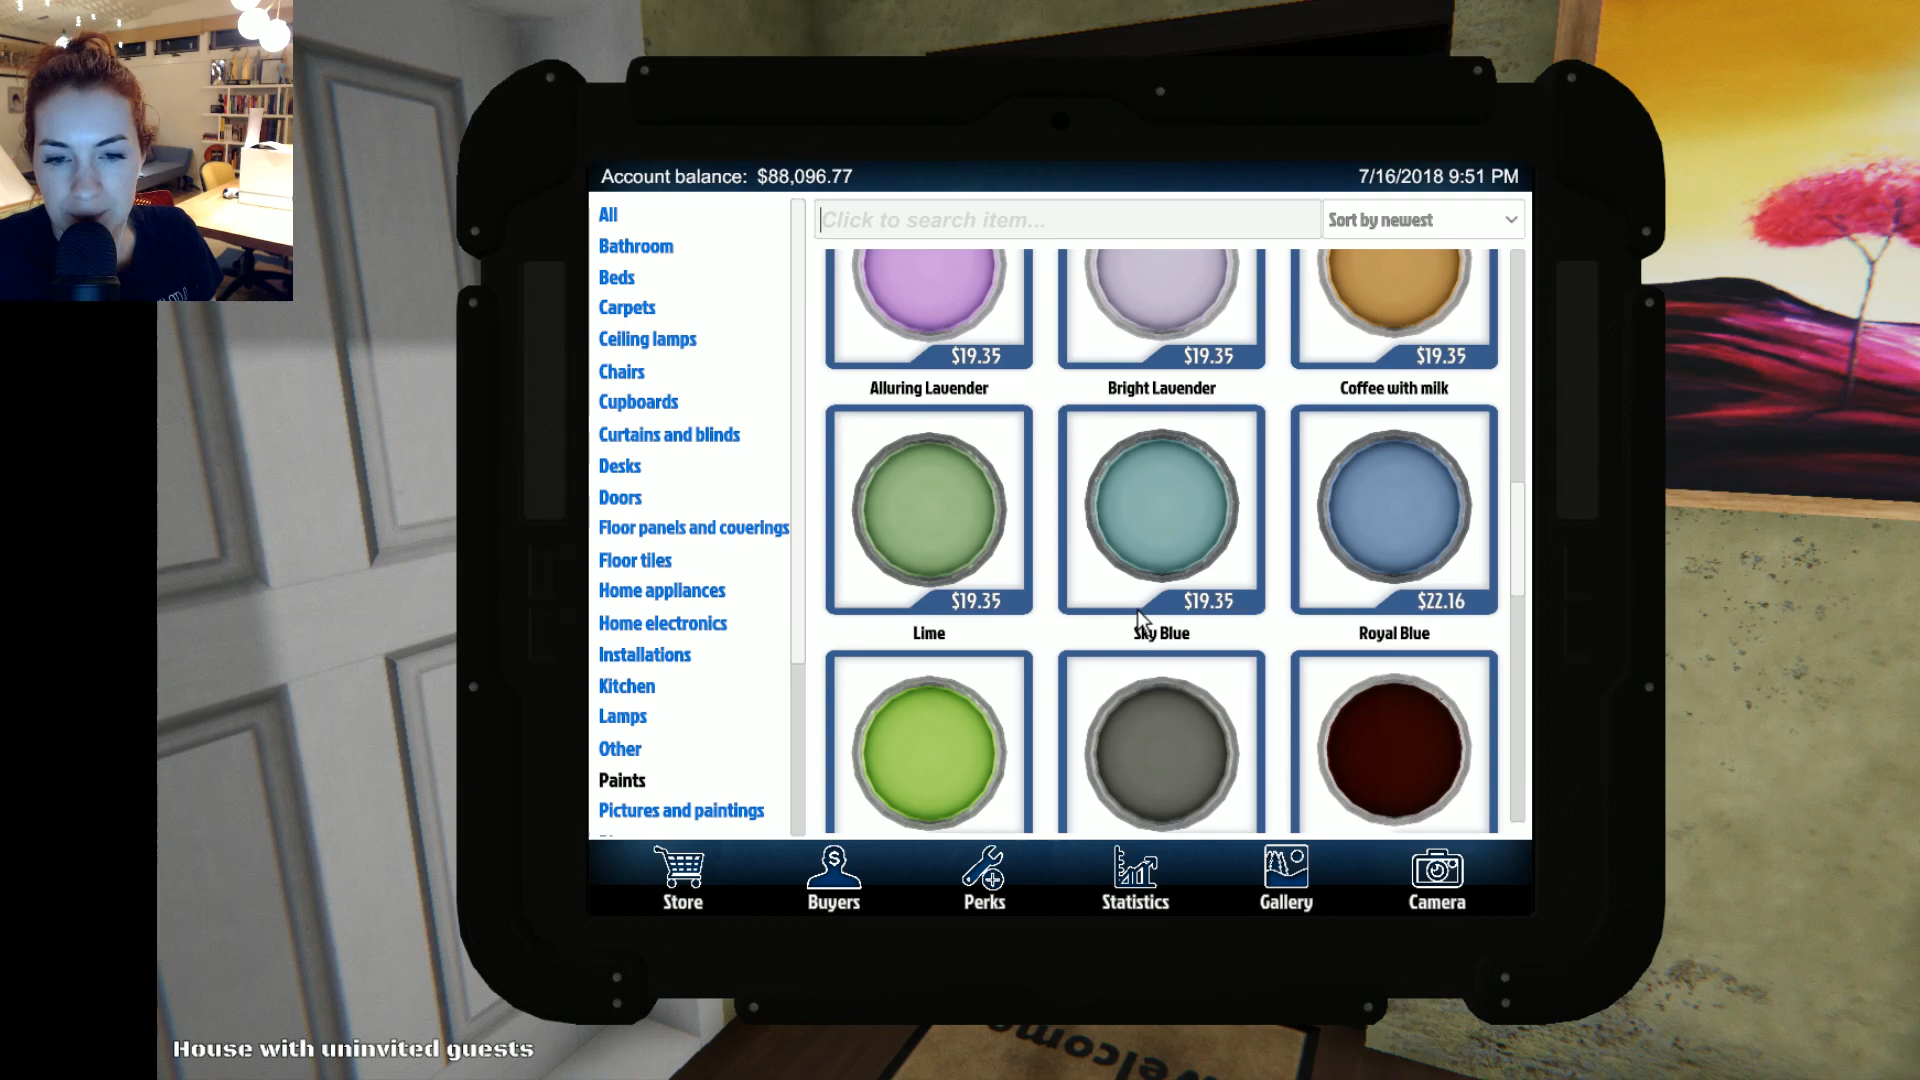 Account balance: $88,096.77
7/16/2018 9:51 PM
All
Bathroom
Beds
Carpets
Ceiling lamps
Chairs
Cupboards
Curtains and blinds
Desks
Doors
Floor panels and coverings
Floor tiles
Home appliances
Home electronics
Installations
Kitchen
Lamps
Other
Paints
Pictures and paintings
Click to search item...
Sort by newest
$19.35
$19.35
$19.35
Alluring Lavender
Bright Lavender
Coffee with milk
$19.35
$19.35
$22.16
Lime
Sky Blue
Royal Blue
Store
Buyers
Perks
Statistics
Gallery
Camera
Welcome
House with uninvited guests